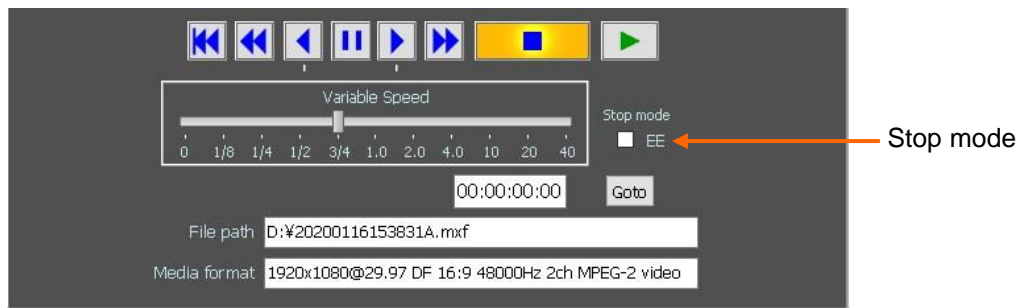 Variable Speed
0 1/8 1/4 1/2 3/4 1.0 2.0 4.0 10 20 40
Stop mode
EE
Stop mode
00:00:00:00 Goto
File path D:¥20200116153831A.mxf
Media format 1920x1080@29.97 DF 16:9 48000Hz 2ch MPEG-2 video